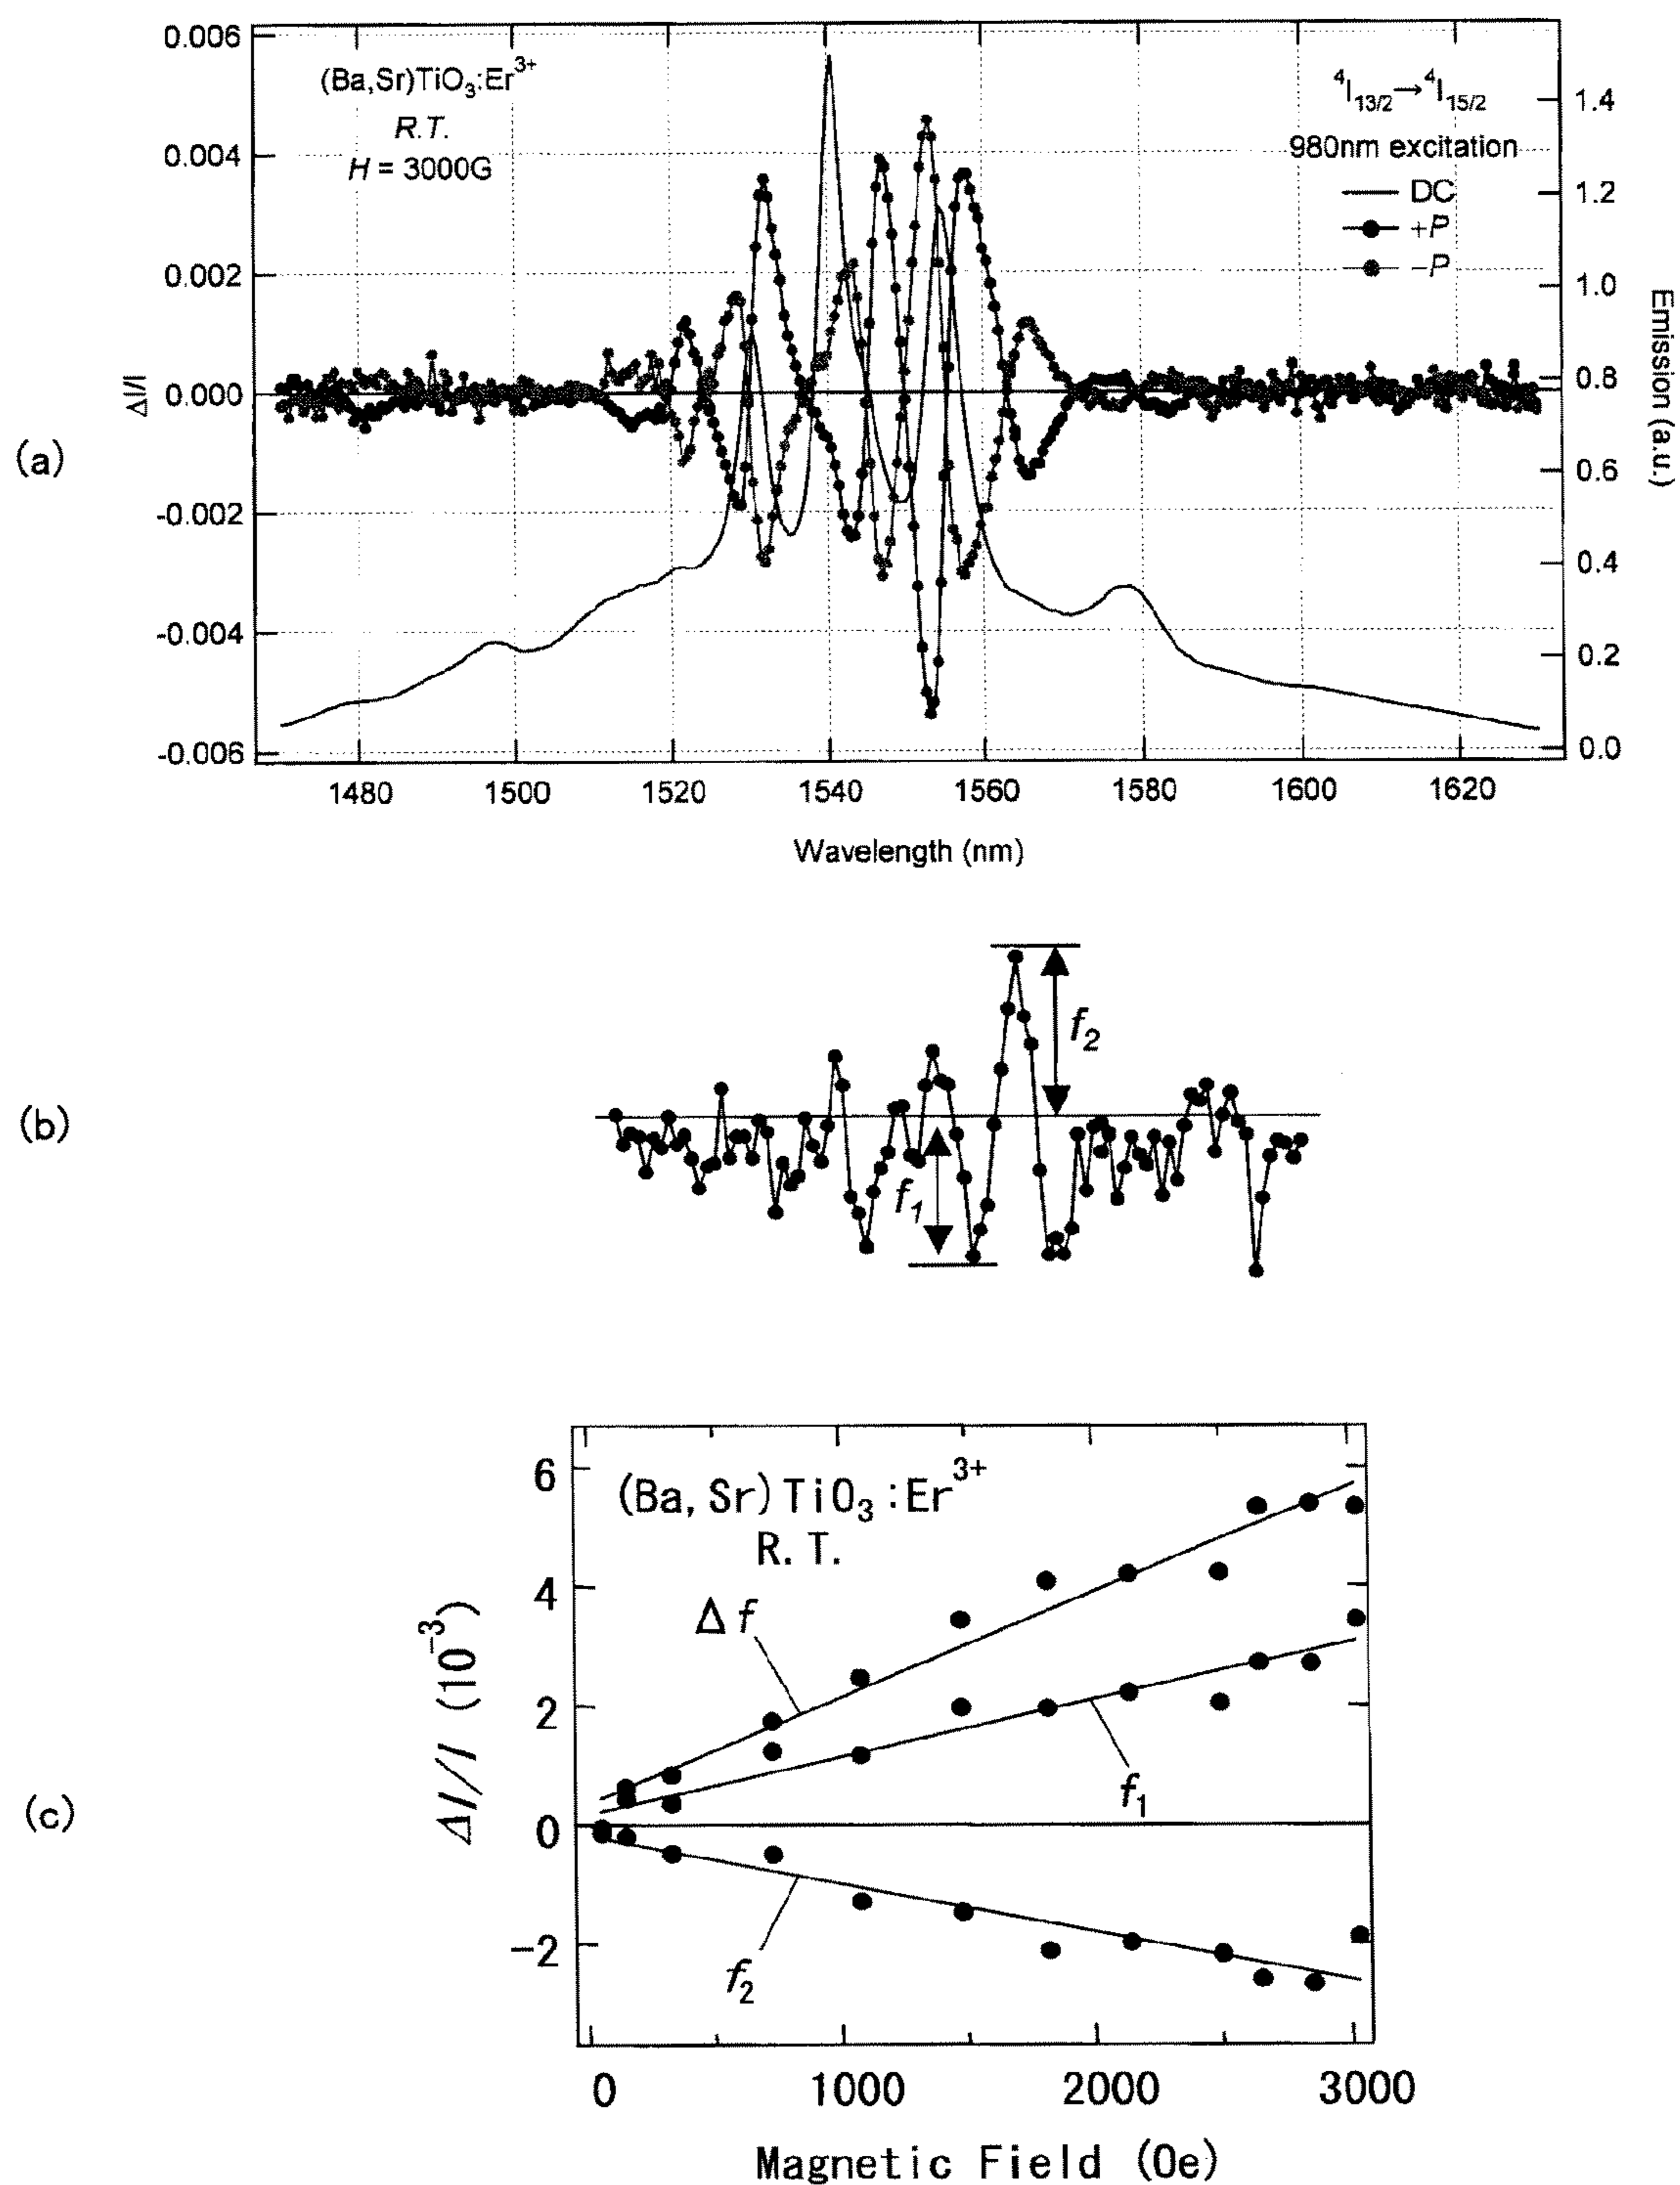 (a)
0.006
0.004
0.002
0.000
-0.002
-0.004
-0.006
ΔI/I
(Ba,Sr)TiO₃:Er³⁺
R.T.
H = 3000G
⁴I₁₃/₂→⁴I₁₅/₂
980nm excitation
DC
+P
−P
1.4
1.2
1.0
0.8
0.6
0.4
0.2
0.0
Emission (a.u.)
1480 1500 1520 1540 1560 1580 1600 1620
Wavelength (nm)
(b)
f₂
f₁
(c)
6
4
2
0
−2
ΔI/I (10⁻³)
(Ba,Sr)TiO₃:Er³⁺
R.T.
Δf
f₁
f₂
0 1000 2000 3000
Magnetic Field (Oe)